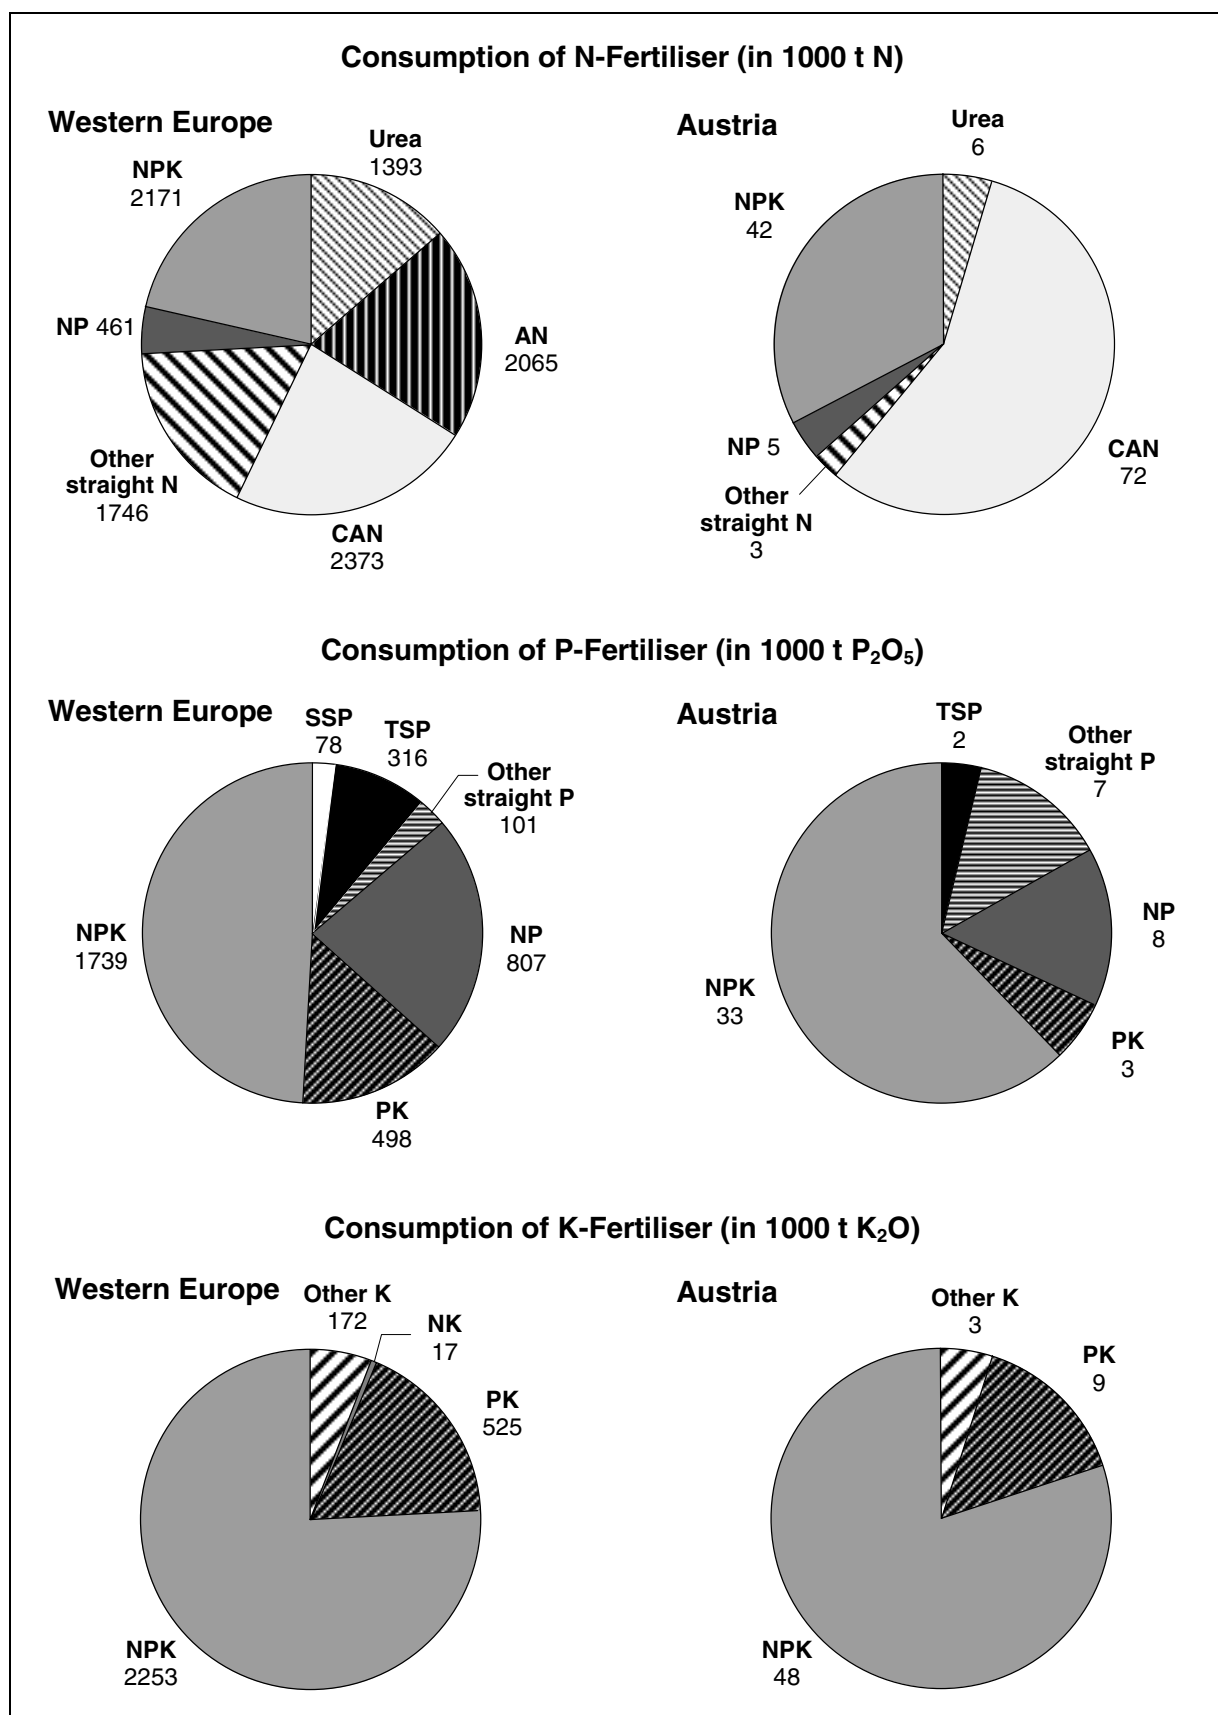 Consumption of N-Fertiliser (in 1000 t N)
Western Europe
Urea
1393
NPK
2171
AN
2065
NP 461
Other
straight N
1746
CAN
2373
Austria
Urea
6
NPK
42
NP 5
CAN
72
Other
straight N
3
Consumption of P-Fertiliser (in 1000 t P₂O₅)
Western Europe
SSP
78
TSP
316
Other
straight P
101
NPK
1739
NP
807
PK
498
Austria
TSP
2
Other
straight P
7
NP
8
NPK
33
PK
3
Consumption of K-Fertiliser (in 1000 t K₂O)
Western Europe
Other K
172
NK
17
PK
525
NPK
2253
Austria
Other K
3
PK
9
NPK
48